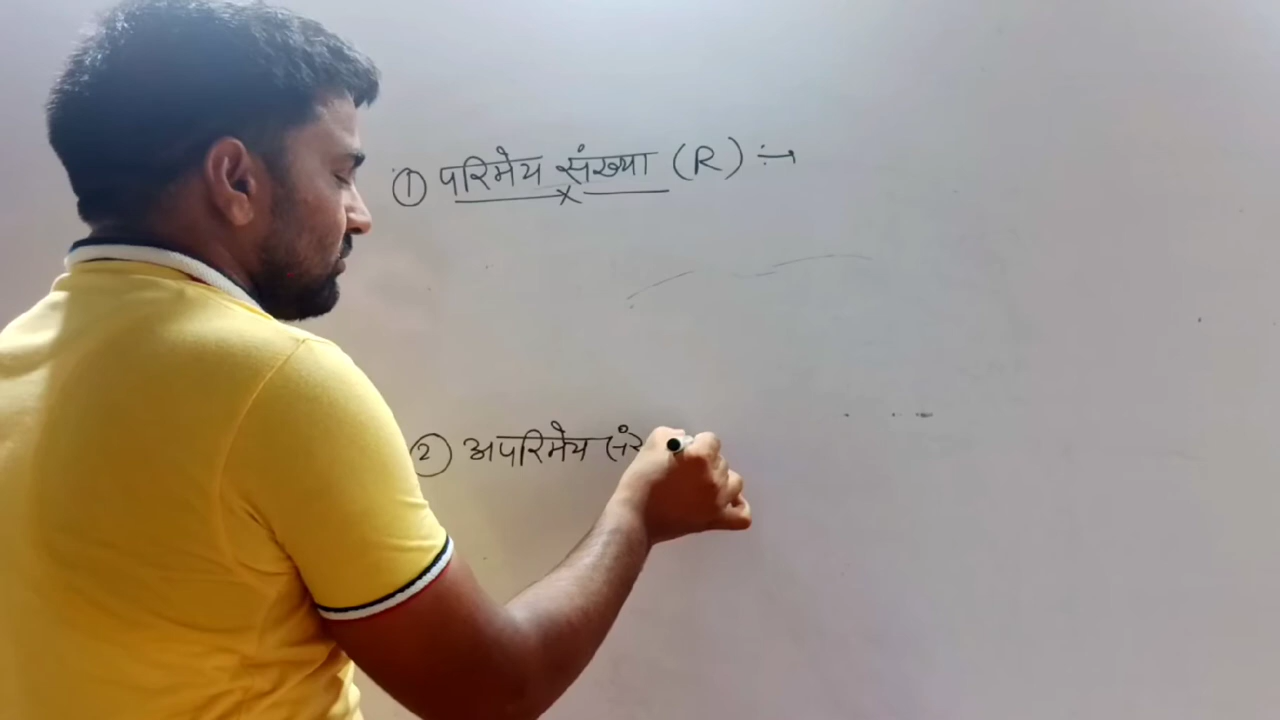 ① परिमेय संख्या (R) :→
② अपरिमेय